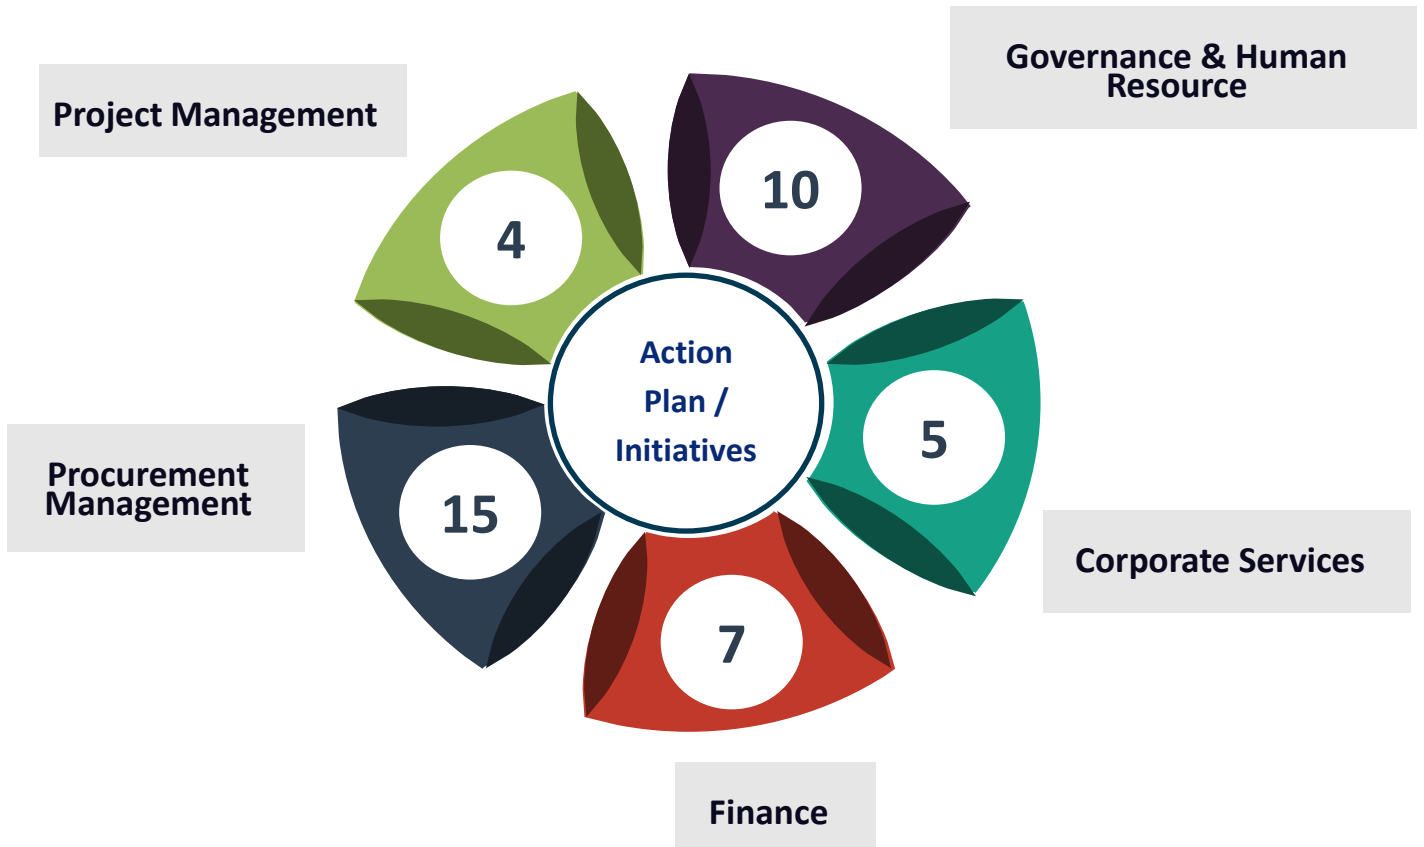 Governance & Human
Resource
Project Management
10
4
Action
Plan /
Initiatives
5
Procurement
Management
15
Corporate Services
7
Finance